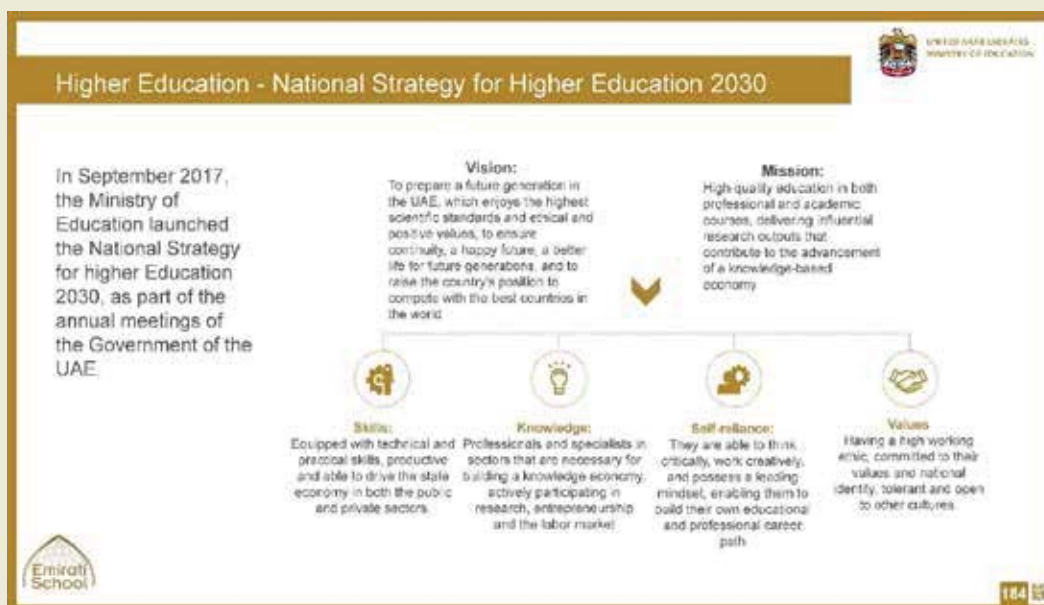 UNITED ARAB EMIRATES
MINISTRY OF EDUCATION
Higher Education - National Strategy for Higher Education 2030
In September 2017,
the Ministry of
Education launched
the National Strategy
for higher Education
2030, as part of the
annual meetings of
the Government of the
UAE.
Vision:
To prepare a future generation in
the UAE, which enjoys the highest
scientific standards and ethical and
positive values, to ensure
continuity, a happy future, a better
life for future generations, and to
raise the country's position to
compete with the best countries in
the world
Mission:
High-quality education in both
professional and academic
courses, delivering influential
research outputs that
contribute to the advancement
of a knowledge-based
economy
Skills:
Equipped with technical and
practical skills, productive
and able to drive the state
economy in both the public
and private sectors.
Knowledge:
Professionals and specialists in
sectors that are necessary for
building a knowledge economy,
actively participating in
research, entrepreneurship
and the labor market
Self-reliance:
They are able to think
critically, work creatively,
and possess a leading
mindset, enabling them to
build their own educational
and professional career
path
Values
Having a high working
ethic, committed to their
values and national
identity, tolerant and open
to other cultures.
Emirati
School
184